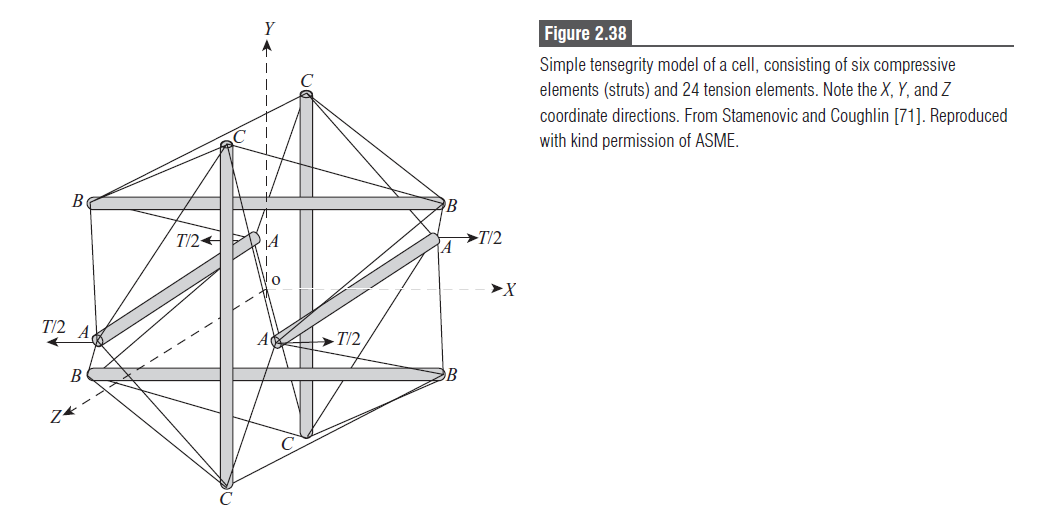 Y
C
C
B
B
T/2
A
A
T/2
o
X
T/2
A
A
T/2
B
B
Z
C
C
Figure 2.38
Simple tensegrity model of a cell, consisting of six compressive
elements (struts) and 24 tension elements. Note the X, Y, and Z
coordinate directions. From Stamenovic and Coughlin [71]. Reproduced
with kind permission of ASME.